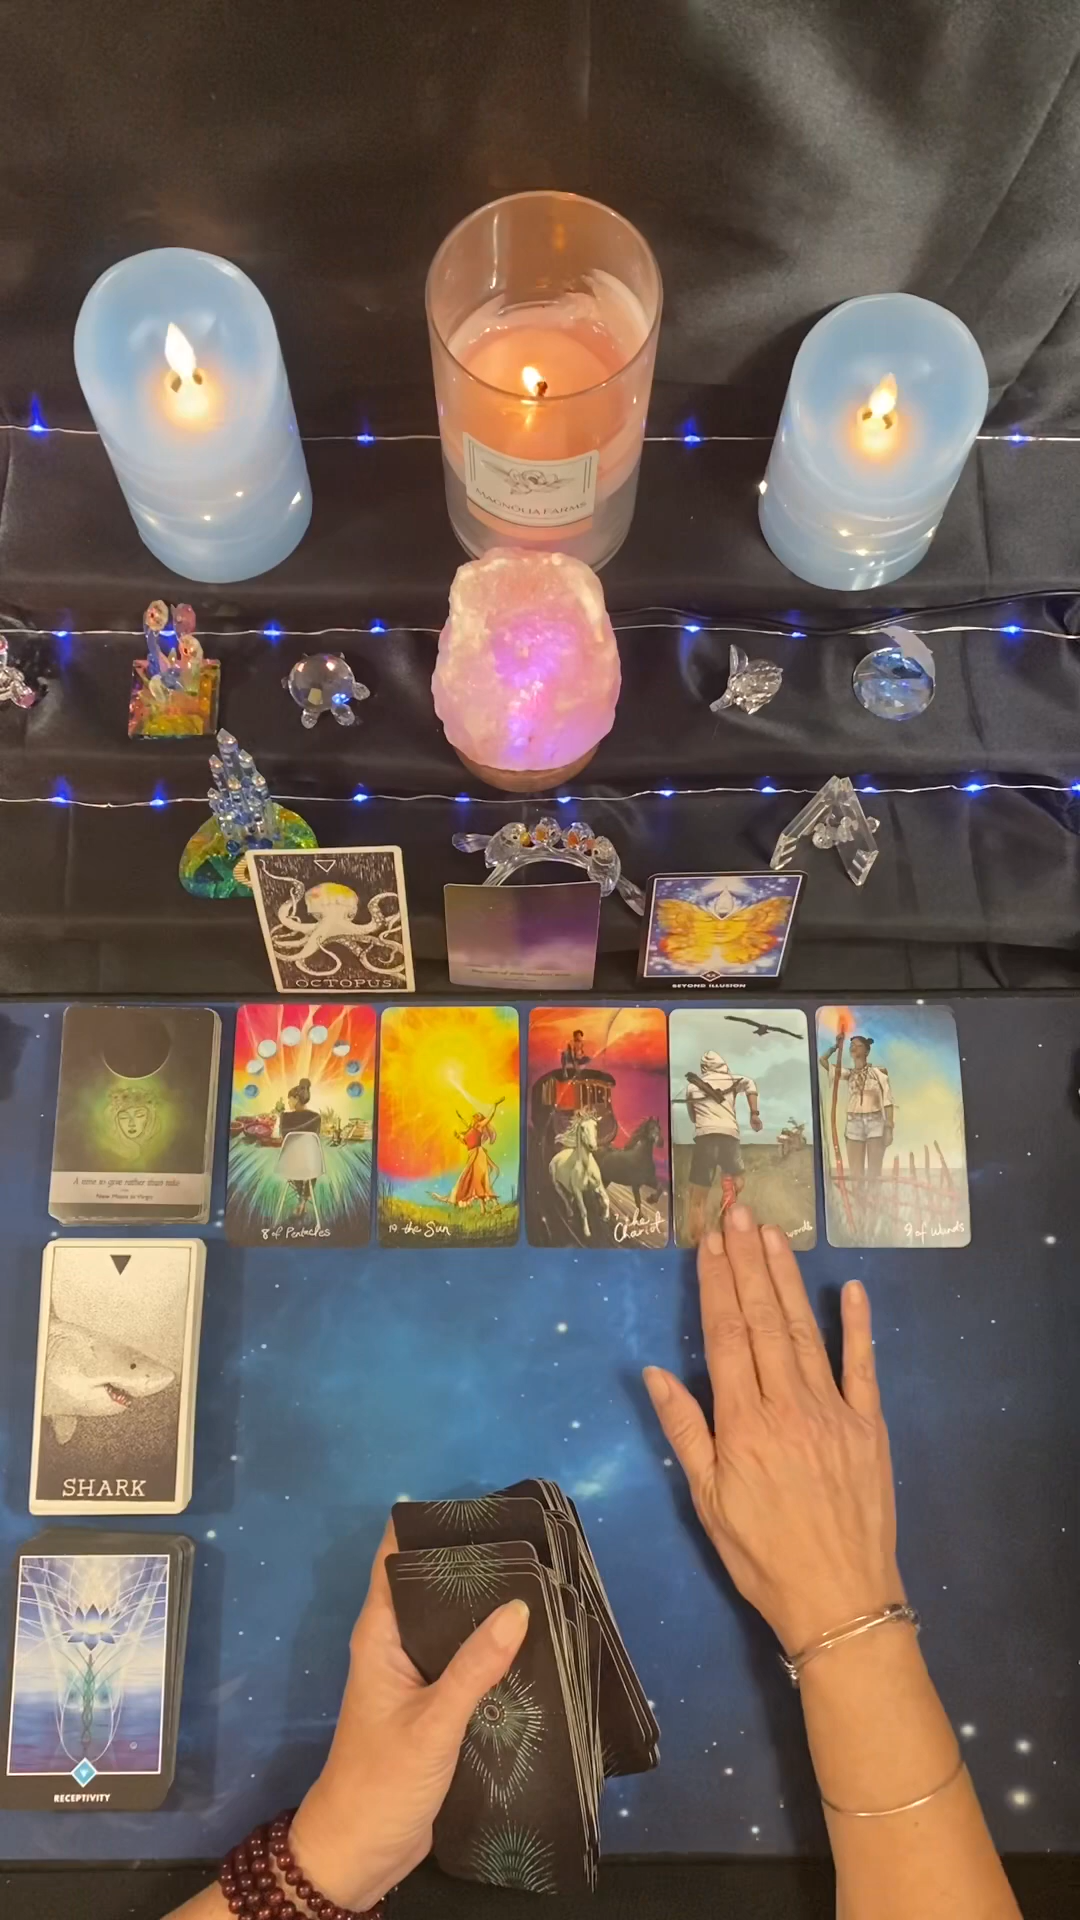 MAGNOLIA FARMS
OCTOPUS
BEYOND ILLUSION
A time to give rather than take
New Moon in Virgo
8 of Pentacles
19 the Sun
7 the
Chariot
words
9 of Wands
SHARK
RECEPTIVITY